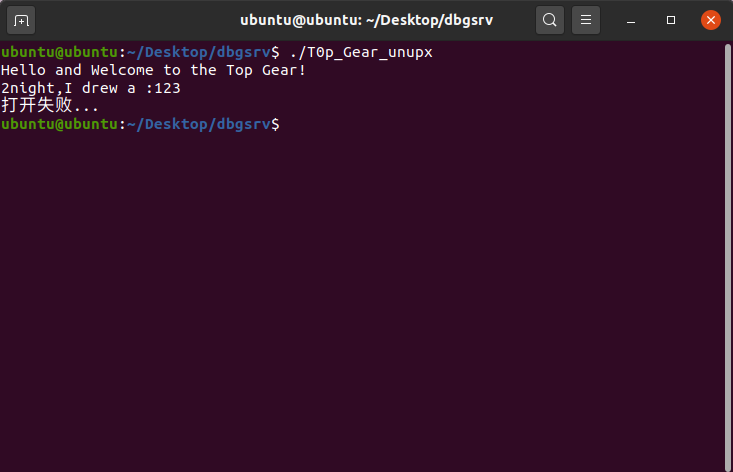 ubuntu@ubuntu: ~/Desktop/dbgsrv
ubuntu@ubuntu:~/Desktop/dbgsrv$ ./T0p_Gear_unupx
Hello and Welcome to the Top Gear!
2night,I drew a :123
打开失败...
ubuntu@ubuntu:~/Desktop/dbgsrv$